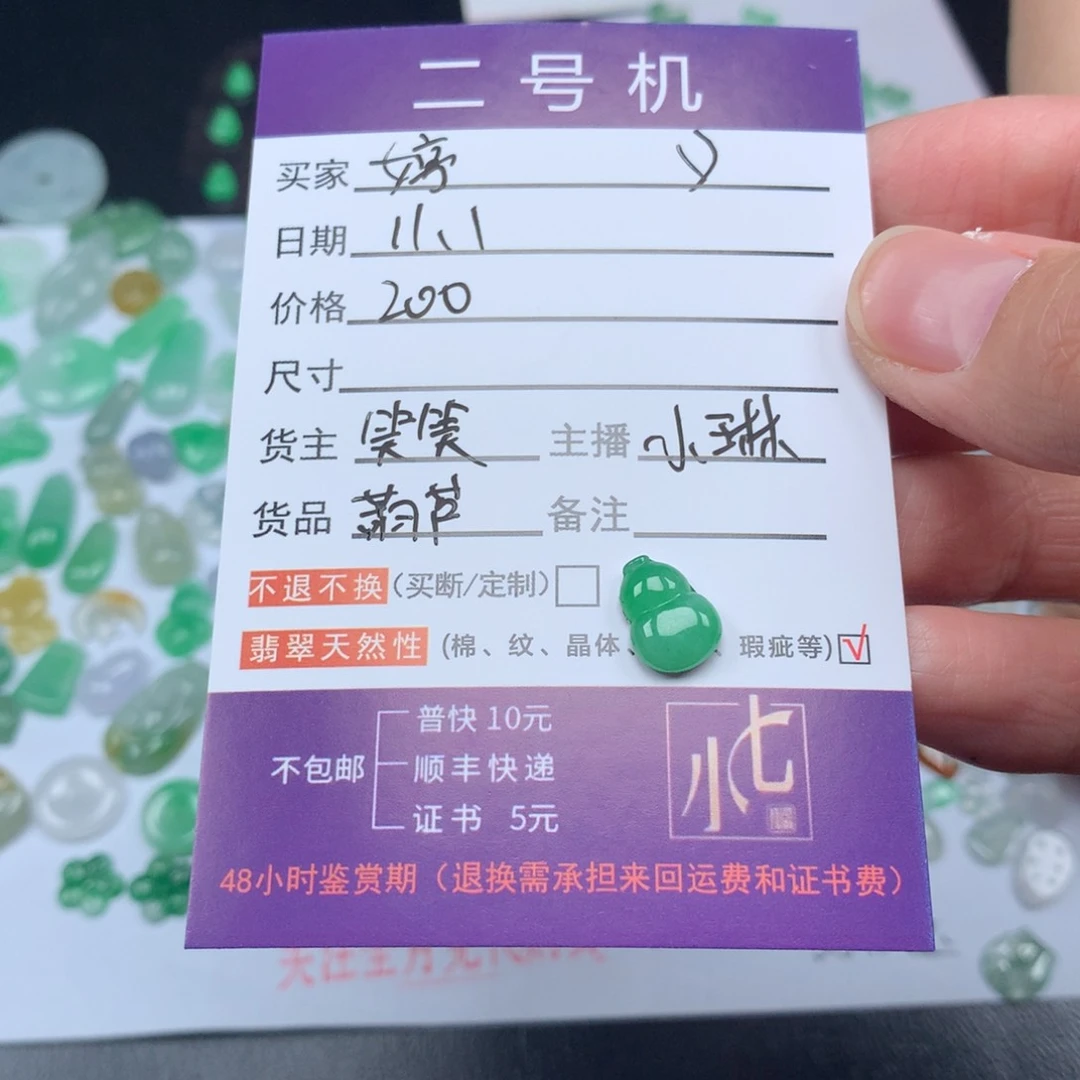 二号机
买家 婷 y
日期 11.11
价格 200
尺寸
货主 笑笑 主播 小琳
货品 葫芦 备注
不退不换(买断/定制)
翡翠天然性 (棉、纹、晶体、 、瑕疵等) √
普快 10元
不包邮 顺丰快递
证书 5元
小七
48小时鉴赏期（退换需承担来回运费和证书费）